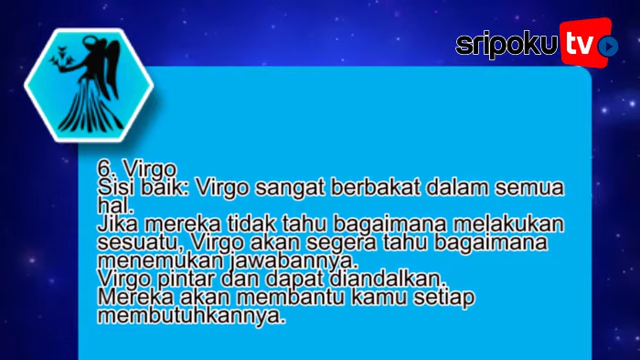 sripoku tv
6. Virgo
Sisi baik: Virgo sangat berbakat dalam semua
hal.
Jika mereka tidak tahu bagaimana melakukan
sesuatu, Virgo akan segera tahu bagaimana
menemukan jawabannya.
Virgo pintar dan dapat diandalkan.
Mereka akan membantu kamu setiap
membutuhkannya.